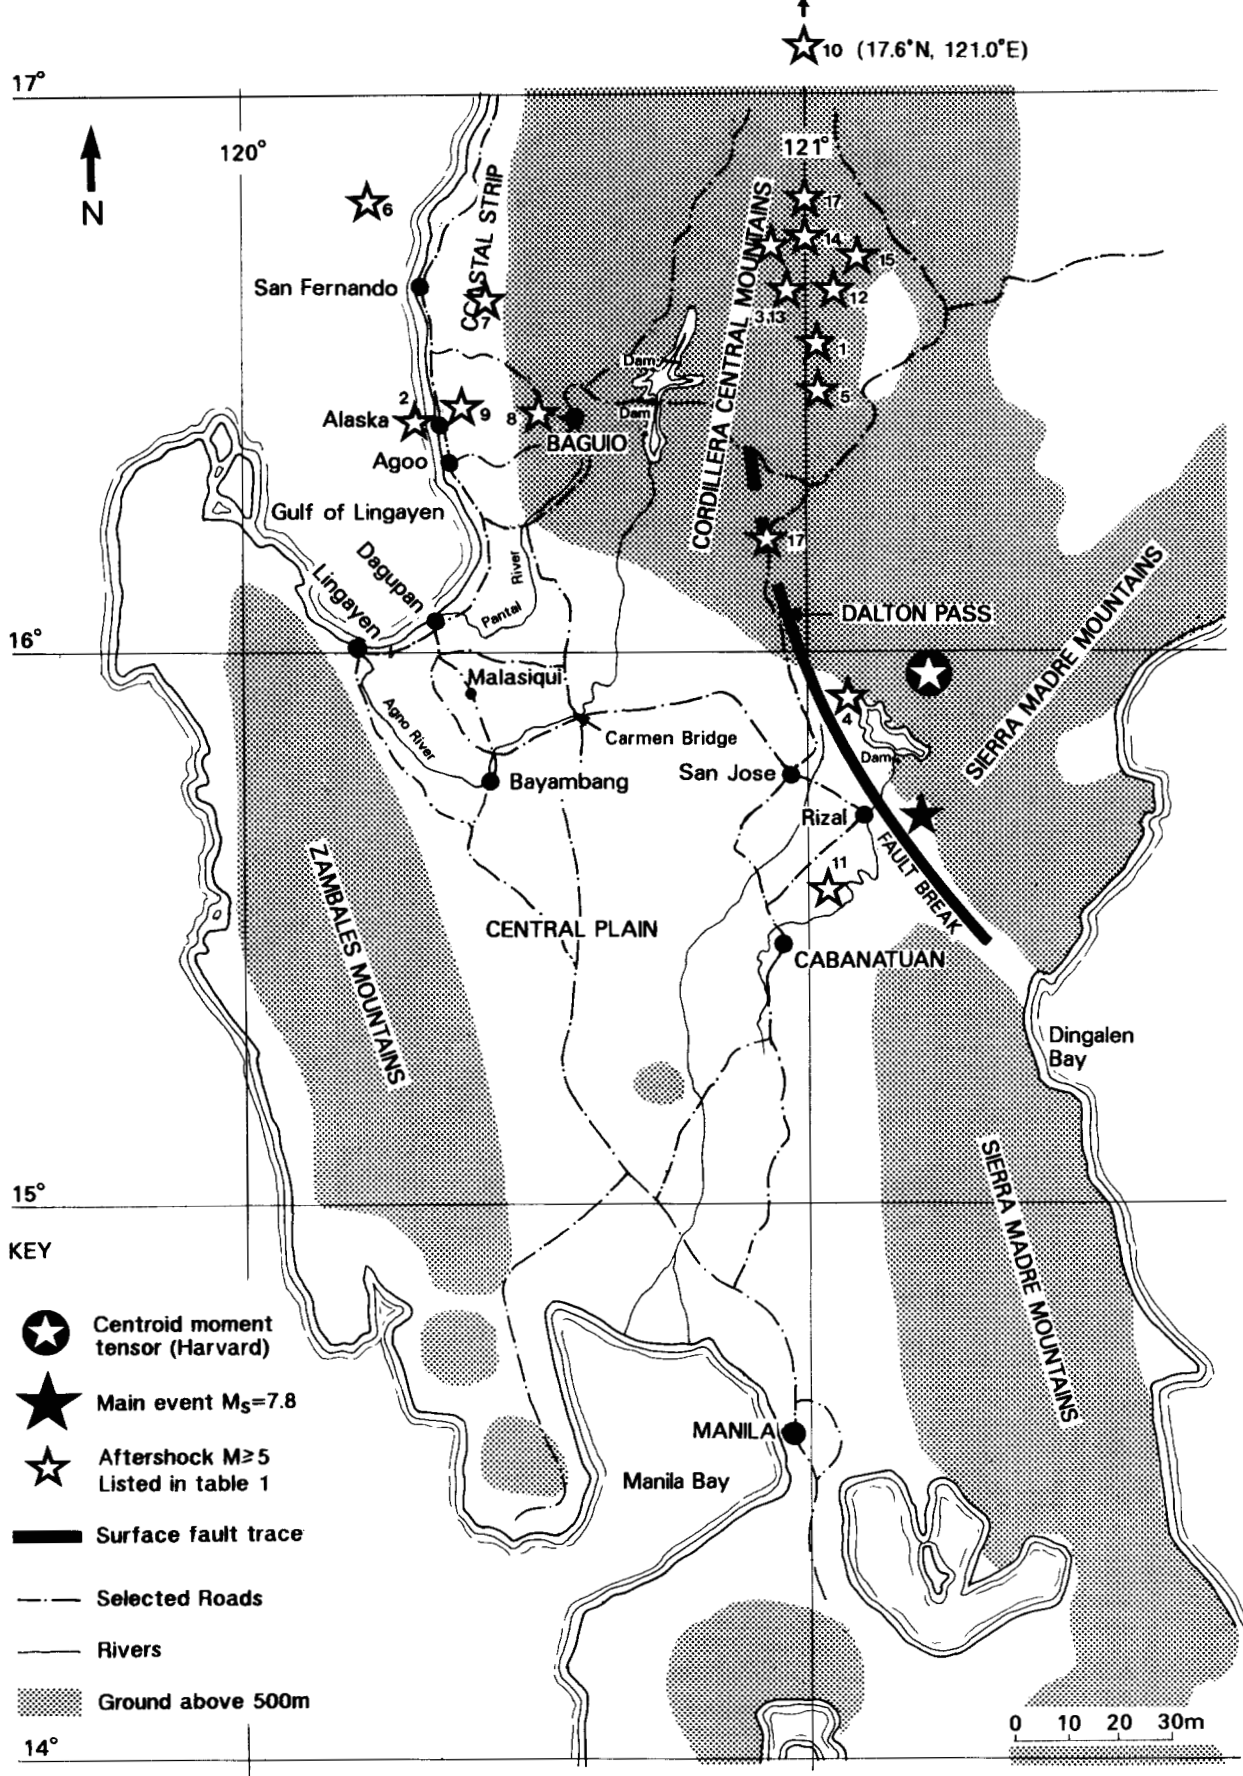 10 (17.6°N, 121.0°E)
17°
120°
121°
N
6
COASTAL STRIP
CORDILLERA CENTRAL MOUNTAINS
17
14
15
San Fernando
7
3,13
12
1
Dam
5
2
9
8
Alaska
Dam
BAGUIO
Agoo
Gulf of Lingayen
17
Dagupan
Lingayen
River
Pantal
DALTON PASS
SIERRA MADRE MOUNTAINS
16°
Malasiqui
4
Agno River
Carmen Bridge
Dam
San Jose
Bayambang
Rizal
FAULT BREAK
11
ZAMBALES MOUNTAINS
CENTRAL PLAIN
CABANATUAN
Dingalen
Bay
SIERRA MADRE MOUNTAINS
15°
KEY
Centroid moment
tensor (Harvard)
Main event Ms=7.8
Aftershock M≥5
Listed in table 1
Surface fault trace
Selected Roads
Rivers
Ground above 500m
MANILA
Manila Bay
0 10 20 30m
14°